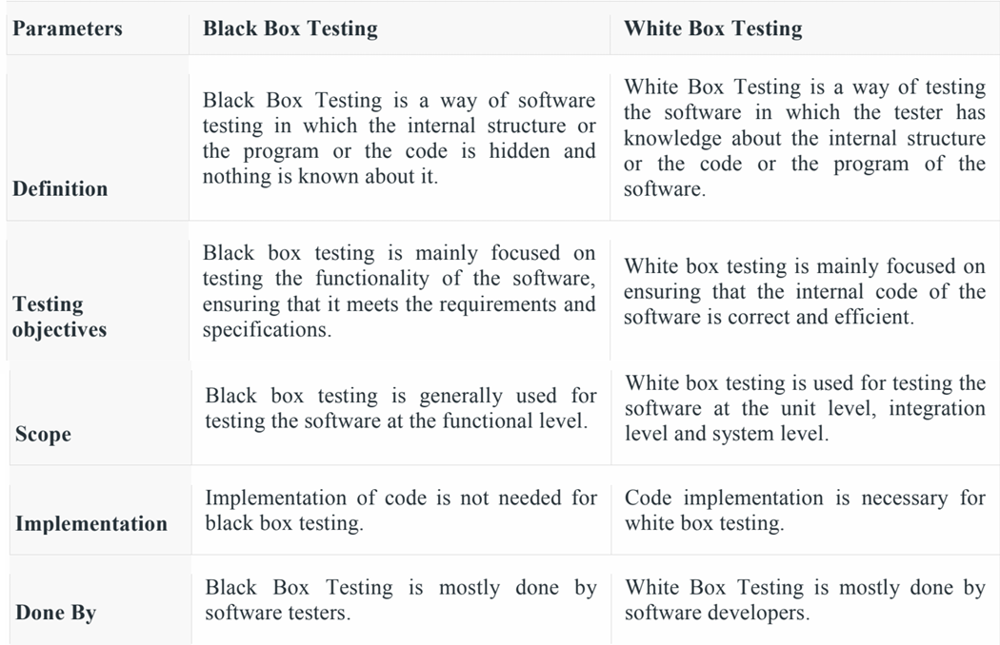 Parameters
Black Box Testing
White Box Testing
Definition
Black Box Testing is a way of software
testing in which the internal structure or
the program or the code is hidden and
nothing is known about it.
White Box Testing is a way of testing
the software in which the tester has
knowledge about the internal structure
or the code or the program of the
software.
Testing
objectives
Black box testing is mainly focused on
testing the functionality of the software,
ensuring that it meets the requirements and
specifications.
White box testing is mainly focused on
ensuring that the internal code of the
software is correct and efficient.
Scope
Black box testing is generally used for
testing the software at the functional level.
White box testing is used for testing the
software at the unit level, integration
level and system level.
Implementation
Implementation of code is not needed for
black box testing.
Code implementation is necessary for
white box testing.
Done By
Black Box Testing is mostly done by
software testers.
White Box Testing is mostly done by
software developers.